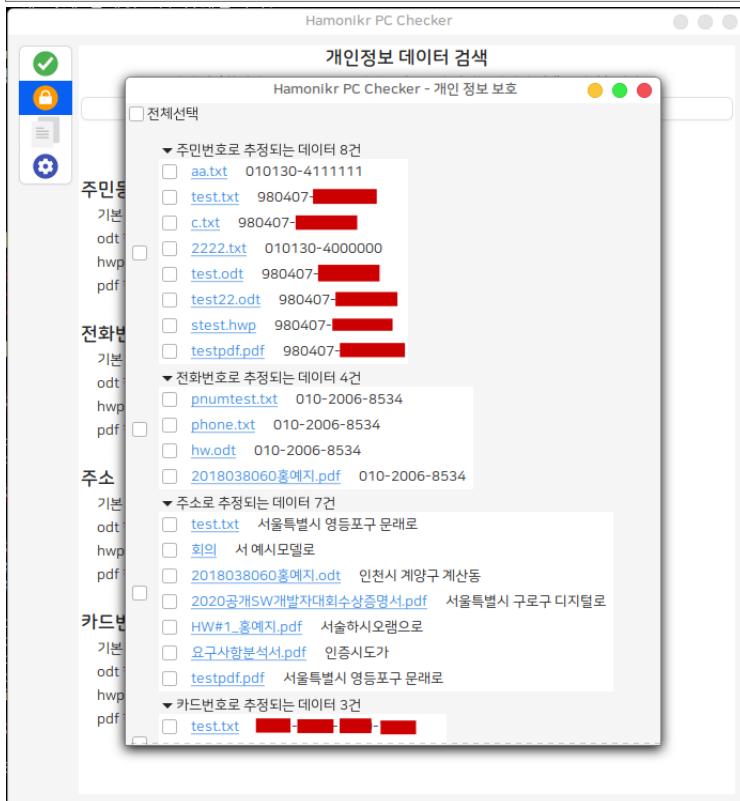 Hamonikr PC Checker
개인정보 데이터 검색
Hamonikr PC Checker - 개인 정보 보호
전체선택
주민번호로 추정되는 데이터 8건
aa.txt 010130-4111111
test.txt 980407-
c.txt 980407-
2222.txt 010130-4000000
test.odt 980407-
test22.odt 980407-
stest.hwp 980407-
testpdf.pdf 980407-
전화번호로 추정되는 데이터 4건
pnumtest.txt 010-2006-8534
phone.txt 010-2006-8534
hw.odt 010-2006-8534
2018038060홍예지.pdf 010-2006-8534
주소로 추정되는 데이터 7건
test.txt 서울특별시 영등포구 문래로
회의 서 예시모델로
2018038060홍예지.odt 인천시 계양구 계산동
2020공개SW개발자대회수상증명서.pdf 서울특별시 구로구 디지털로
HW#1_홍예지.pdf 서술하시오램으로
요구사항분석서.pdf 인증시도가
testpdf.pdf 서울특별시 영등포구 문래로
카드번호로 추정되는 데이터 3건
test.txt - - -
주민등
기본
odt
hwp
pdf
전화번
기본
odt
hwp
pdf
주소
기본
odt
hwp
pdf
카드번
기본
odt
hwp
pdf